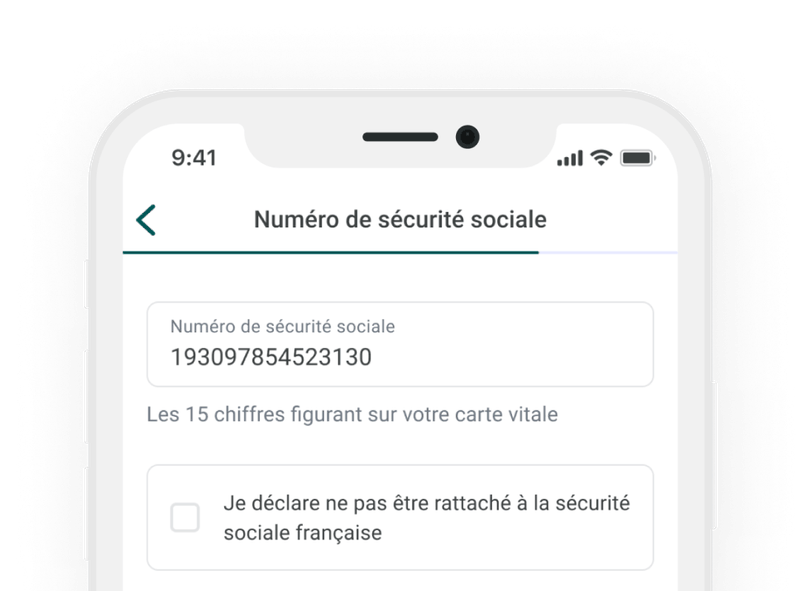 9:41
Numéro de sécurité sociale
Numéro de sécurité sociale
193097854523130
Les 15 chiffres figurant sur votre carte vitale
Je déclare ne pas être rattaché à la sécurité
sociale française